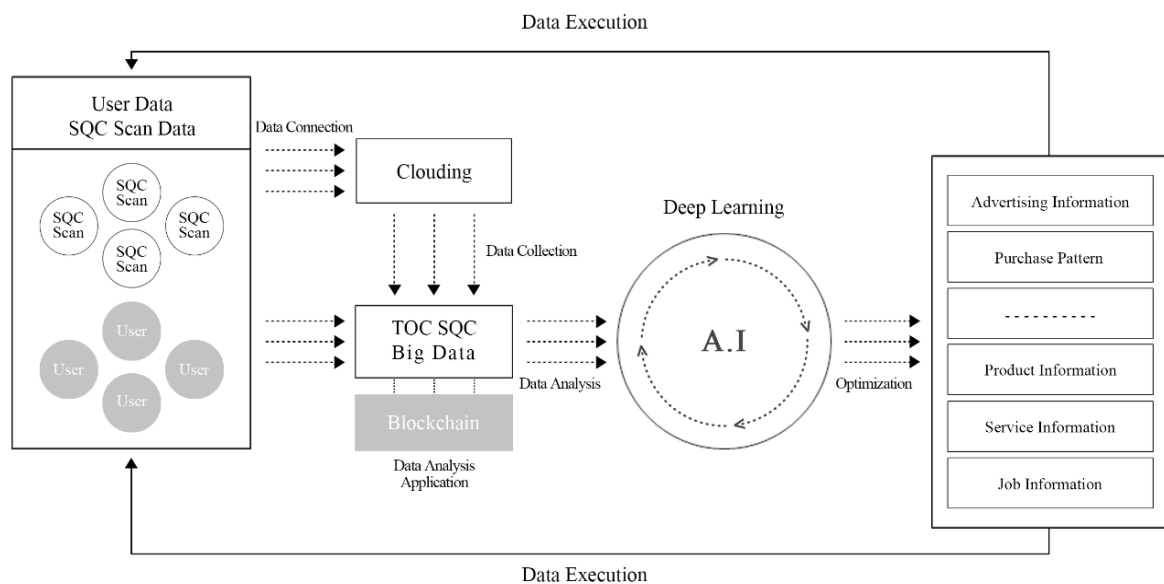 Data Execution
User Data
SQC Scan Data
Data Connection
Clouding
SQC
Scan
SQC
Scan
SQC
Scan
SQC
Scan
User
User
User
User
Data Collection
TOC SQC
Big Data
Blockchain
Data Analysis
Application
Data Analysis
Deep Learning
A.I
Optimization
Advertising Information
Purchase Pattern
----------
Product Information
Service Information
Job Information
Data Execution